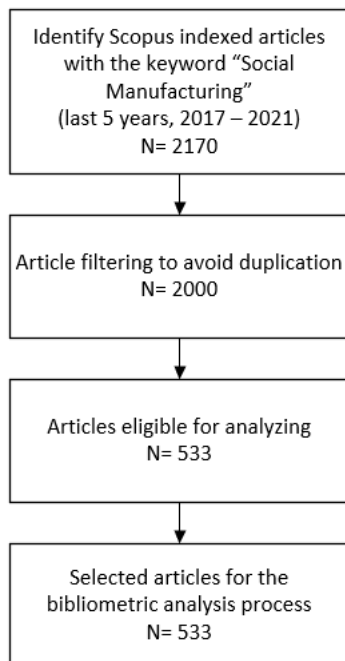 Identify Scopus indexed articles
with the keyword “Social
Manufacturing”
(last 5 years, 2017 – 2021)
N= 2170
Article filtering to avoid duplication
N= 2000
Articles eligible for analyzing
N= 533
Selected articles for the
bibliometric analysis process
N= 533